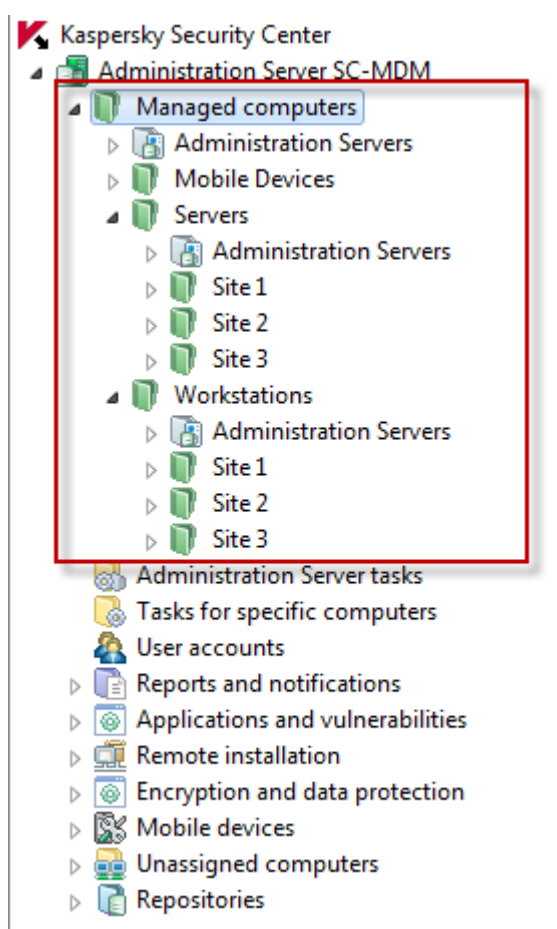 Kaspersky Security Center
Administration Server SC-MDM
Managed computers
Administration Servers
Mobile Devices
Servers
Administration Servers
Site 1
Site 2
Site 3
Workstations
Administration Servers
Site 1
Site 2
Site 3
Administration Server tasks
Tasks for specific computers
User accounts
Reports and notifications
Applications and vulnerabilities
Remote installation
Encryption and data protection
Mobile devices
Unassigned computers
Repositories